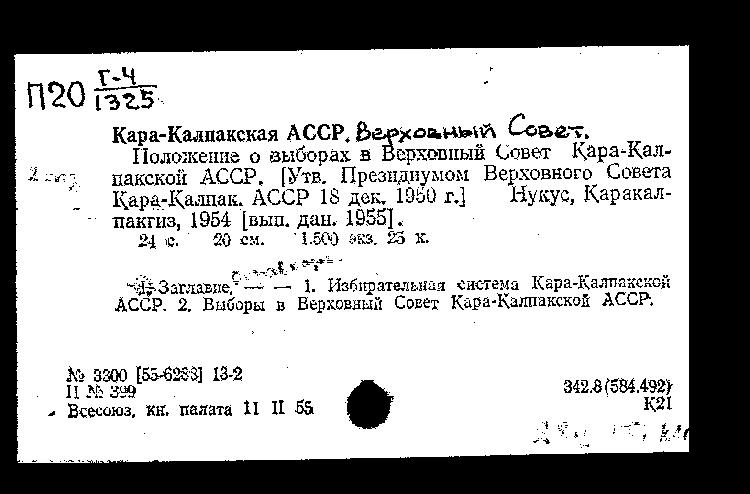 П20 Г-4
1325
Кара-Калпакская АССР. Верховный Совет.
Положение о выборах в Верховный Совет Кара-Кал-
пакской АССР. [Утв. Президиумом Верховного Совета
Кара-Калпак. АССР 18 дек. 1950 г.] Нукус, Каракал-
пакгиз, 1954 [вып. дан. 1955].
24 с. 20 см. 1.500 экз. 25 к.
Заглавие. — — 1. Избирательная система Кара-Калпакской
АССР. 2. Выборы в Верховный Совет Кара-Калпакской АССР.
№ 3300 [55-6283] 13-2
П № 399
Всесоюз. кн. палата 11 II 55
342.8(584.492)
К21